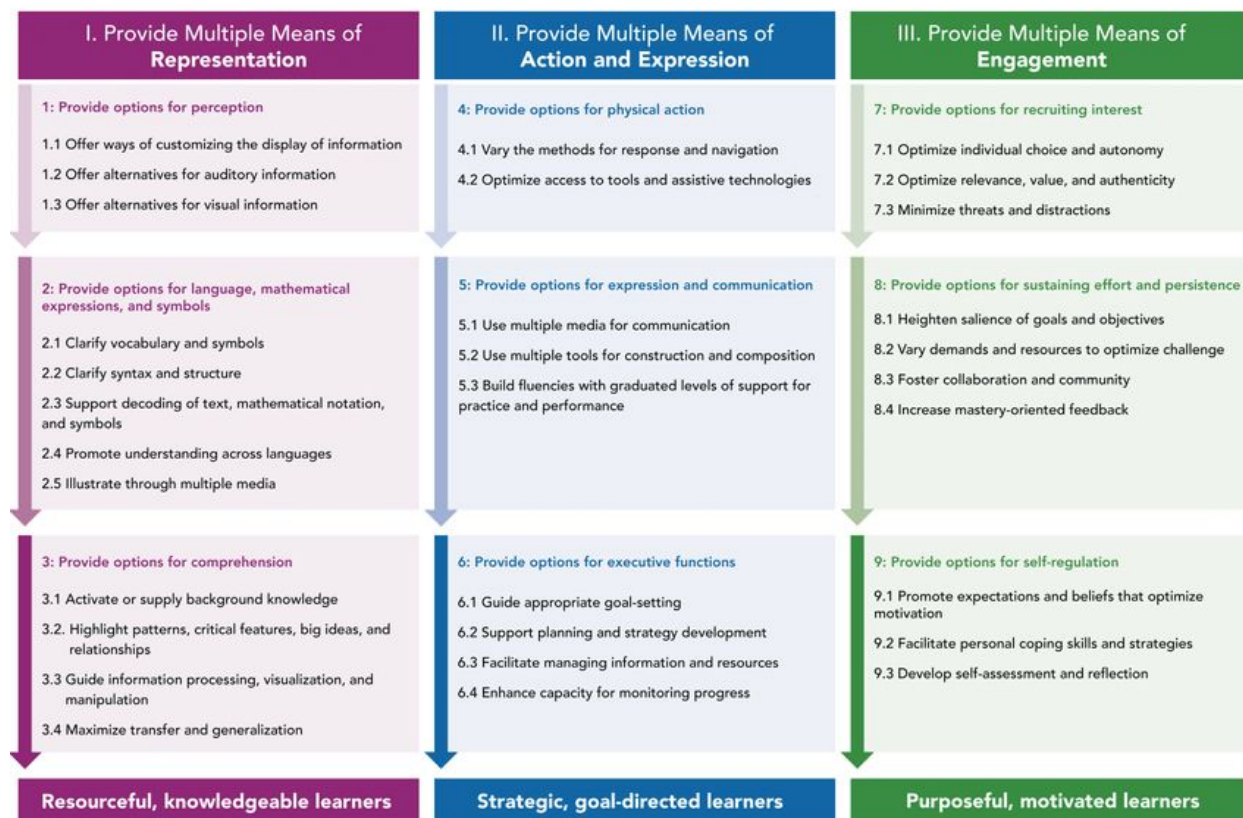 I. Provide Multiple Means of
Representation
1: Provide options for perception
1.1 Offer ways of customizing the display of information
1.2 Offer alternatives for auditory information
1.3 Offer alternatives for visual information
2: Provide options for language, mathematical
expressions, and symbols
2.1 Clarify vocabulary and symbols
2.2 Clarify syntax and structure
2.3 Support decoding of text, mathematical notation,
and symbols
2.4 Promote understanding across languages
2.5 Illustrate through multiple media
3: Provide options for comprehension
3.1 Activate or supply background knowledge
3.2. Highlight patterns, critical features, big ideas, and
relationships
3.3 Guide information processing, visualization, and
manipulation
3.4 Maximize transfer and generalization
Resourceful, knowledgeable learners
II. Provide Multiple Means of
Action and Expression
4: Provide options for physical action
4.1 Vary the methods for response and navigation
4.2 Optimize access to tools and assistive technologies
5: Provide options for expression and communication
5.1 Use multiple media for communication
5.2 Use multiple tools for construction and composition
5.3 Build fluencies with graduated levels of support for
practice and performance
6: Provide options for executive functions
6.1 Guide appropriate goal-setting
6.2 Support planning and strategy development
6.3 Facilitate managing information and resources
6.4 Enhance capacity for monitoring progress
Strategic, goal-directed learners
III. Provide Multiple Means of
Engagement
7: Provide options for recruiting interest
7.1 Optimize individual choice and autonomy
7.2 Optimize relevance, value, and authenticity
7.3 Minimize threats and distractions
8: Provide options for sustaining effort and persistence
8.1 Heighten salience of goals and objectives
8.2 Vary demands and resources to optimize challenge
8.3 Foster collaboration and community
8.4 Increase mastery-oriented feedback
9: Provide options for self-regulation
9.1 Promote expectations and beliefs that optimize
motivation
9.2 Facilitate personal coping skills and strategies
9.3 Develop self-assessment and reflection
Purposeful, motivated learners